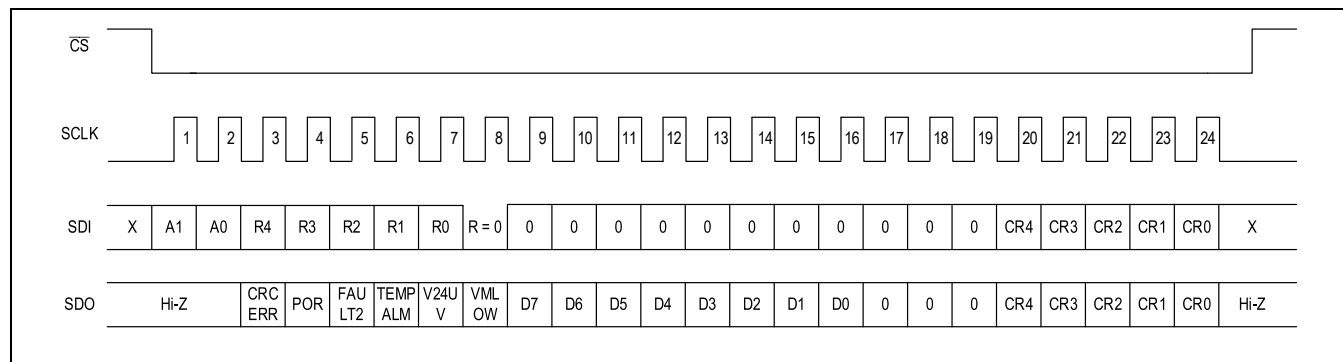 CS
SCLK 1 2 3 4 5 6 7 8 9 10 11 12 13 14 15 16 17 18 19 20 21 22 23 24
SDI X A1 A0 R4 R3 R2 R1 R0 R = 0 0 0 0 0 0 0 0 0 0 0 0 CR4 CR3 CR2 CR1 CR0 X
SDO Hi-Z CRC ERR POR FAU LT2 TEMP ALM V24U V VML OW D7 D6 D5 D4 D3 D2 D1 D0 0 0 0 CR4 CR3 CR2 CR1 CR0 Hi-Z